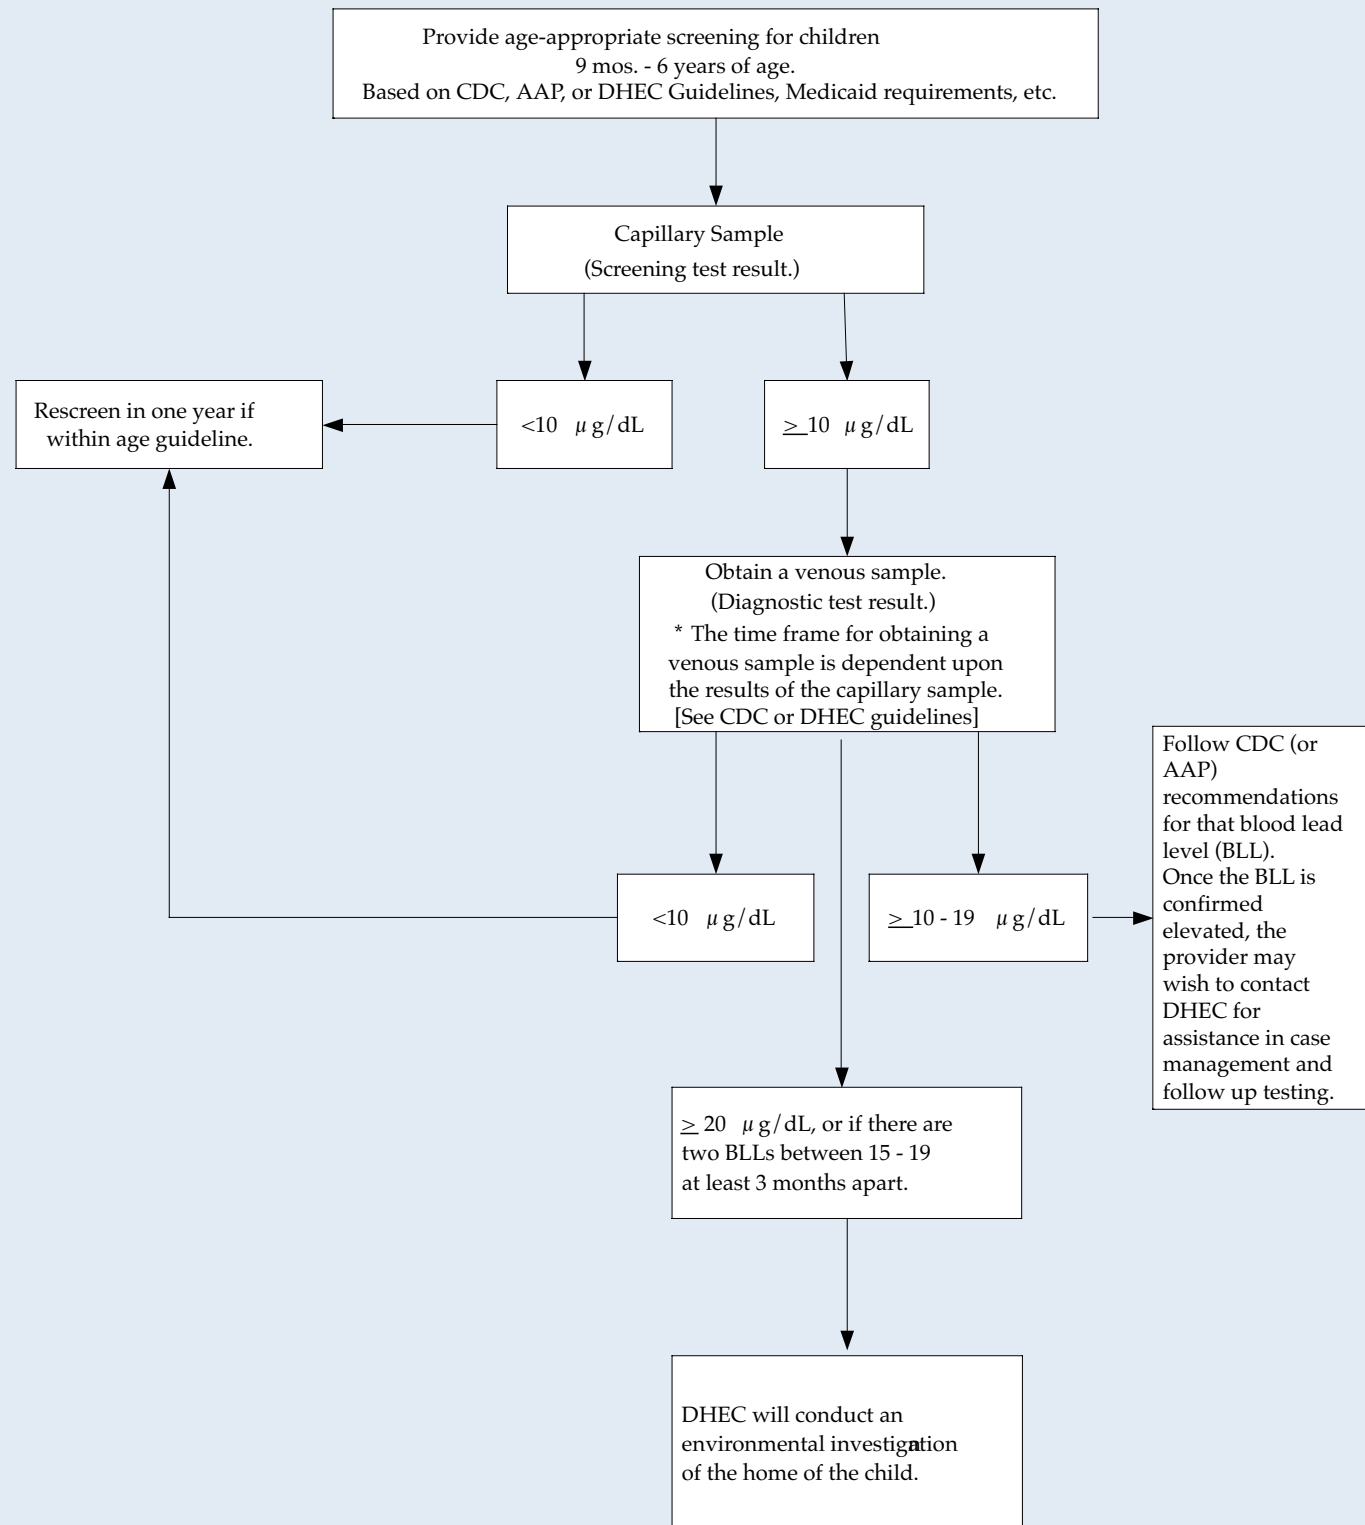 Provide age-appropriate screening for children
9 mos. - 6 years of age.
Based on CDC, AAP, or DHEC Guidelines, Medicaid requirements, etc.
Capillary Sample
(Screening test result.)
Rescreen in one year if
within age guideline.
<10 µ g/dL
≥ 10 µ g/dL
Obtain a venous sample.
(Diagnostic test result.)
* The time frame for obtaining a
venous sample is dependent upon
the results of the capillary sample.
[See CDC or DHEC guidelines]
<10 µ g/dL
≥ 10 - 19 µ g/dL
Follow CDC (or
AAP)
recommendations
for that blood lead
level (BLL).
Once the BLL is
confirmed
elevated, the
provider may
wish to contact
DHEC for
assistance in case
management and
follow up testing.
≥ 20 µ g/dL, or if there are
two BLLs between 15 - 19
at least 3 months apart.
DHEC will conduct an
environmental investigation
of the home of the child.